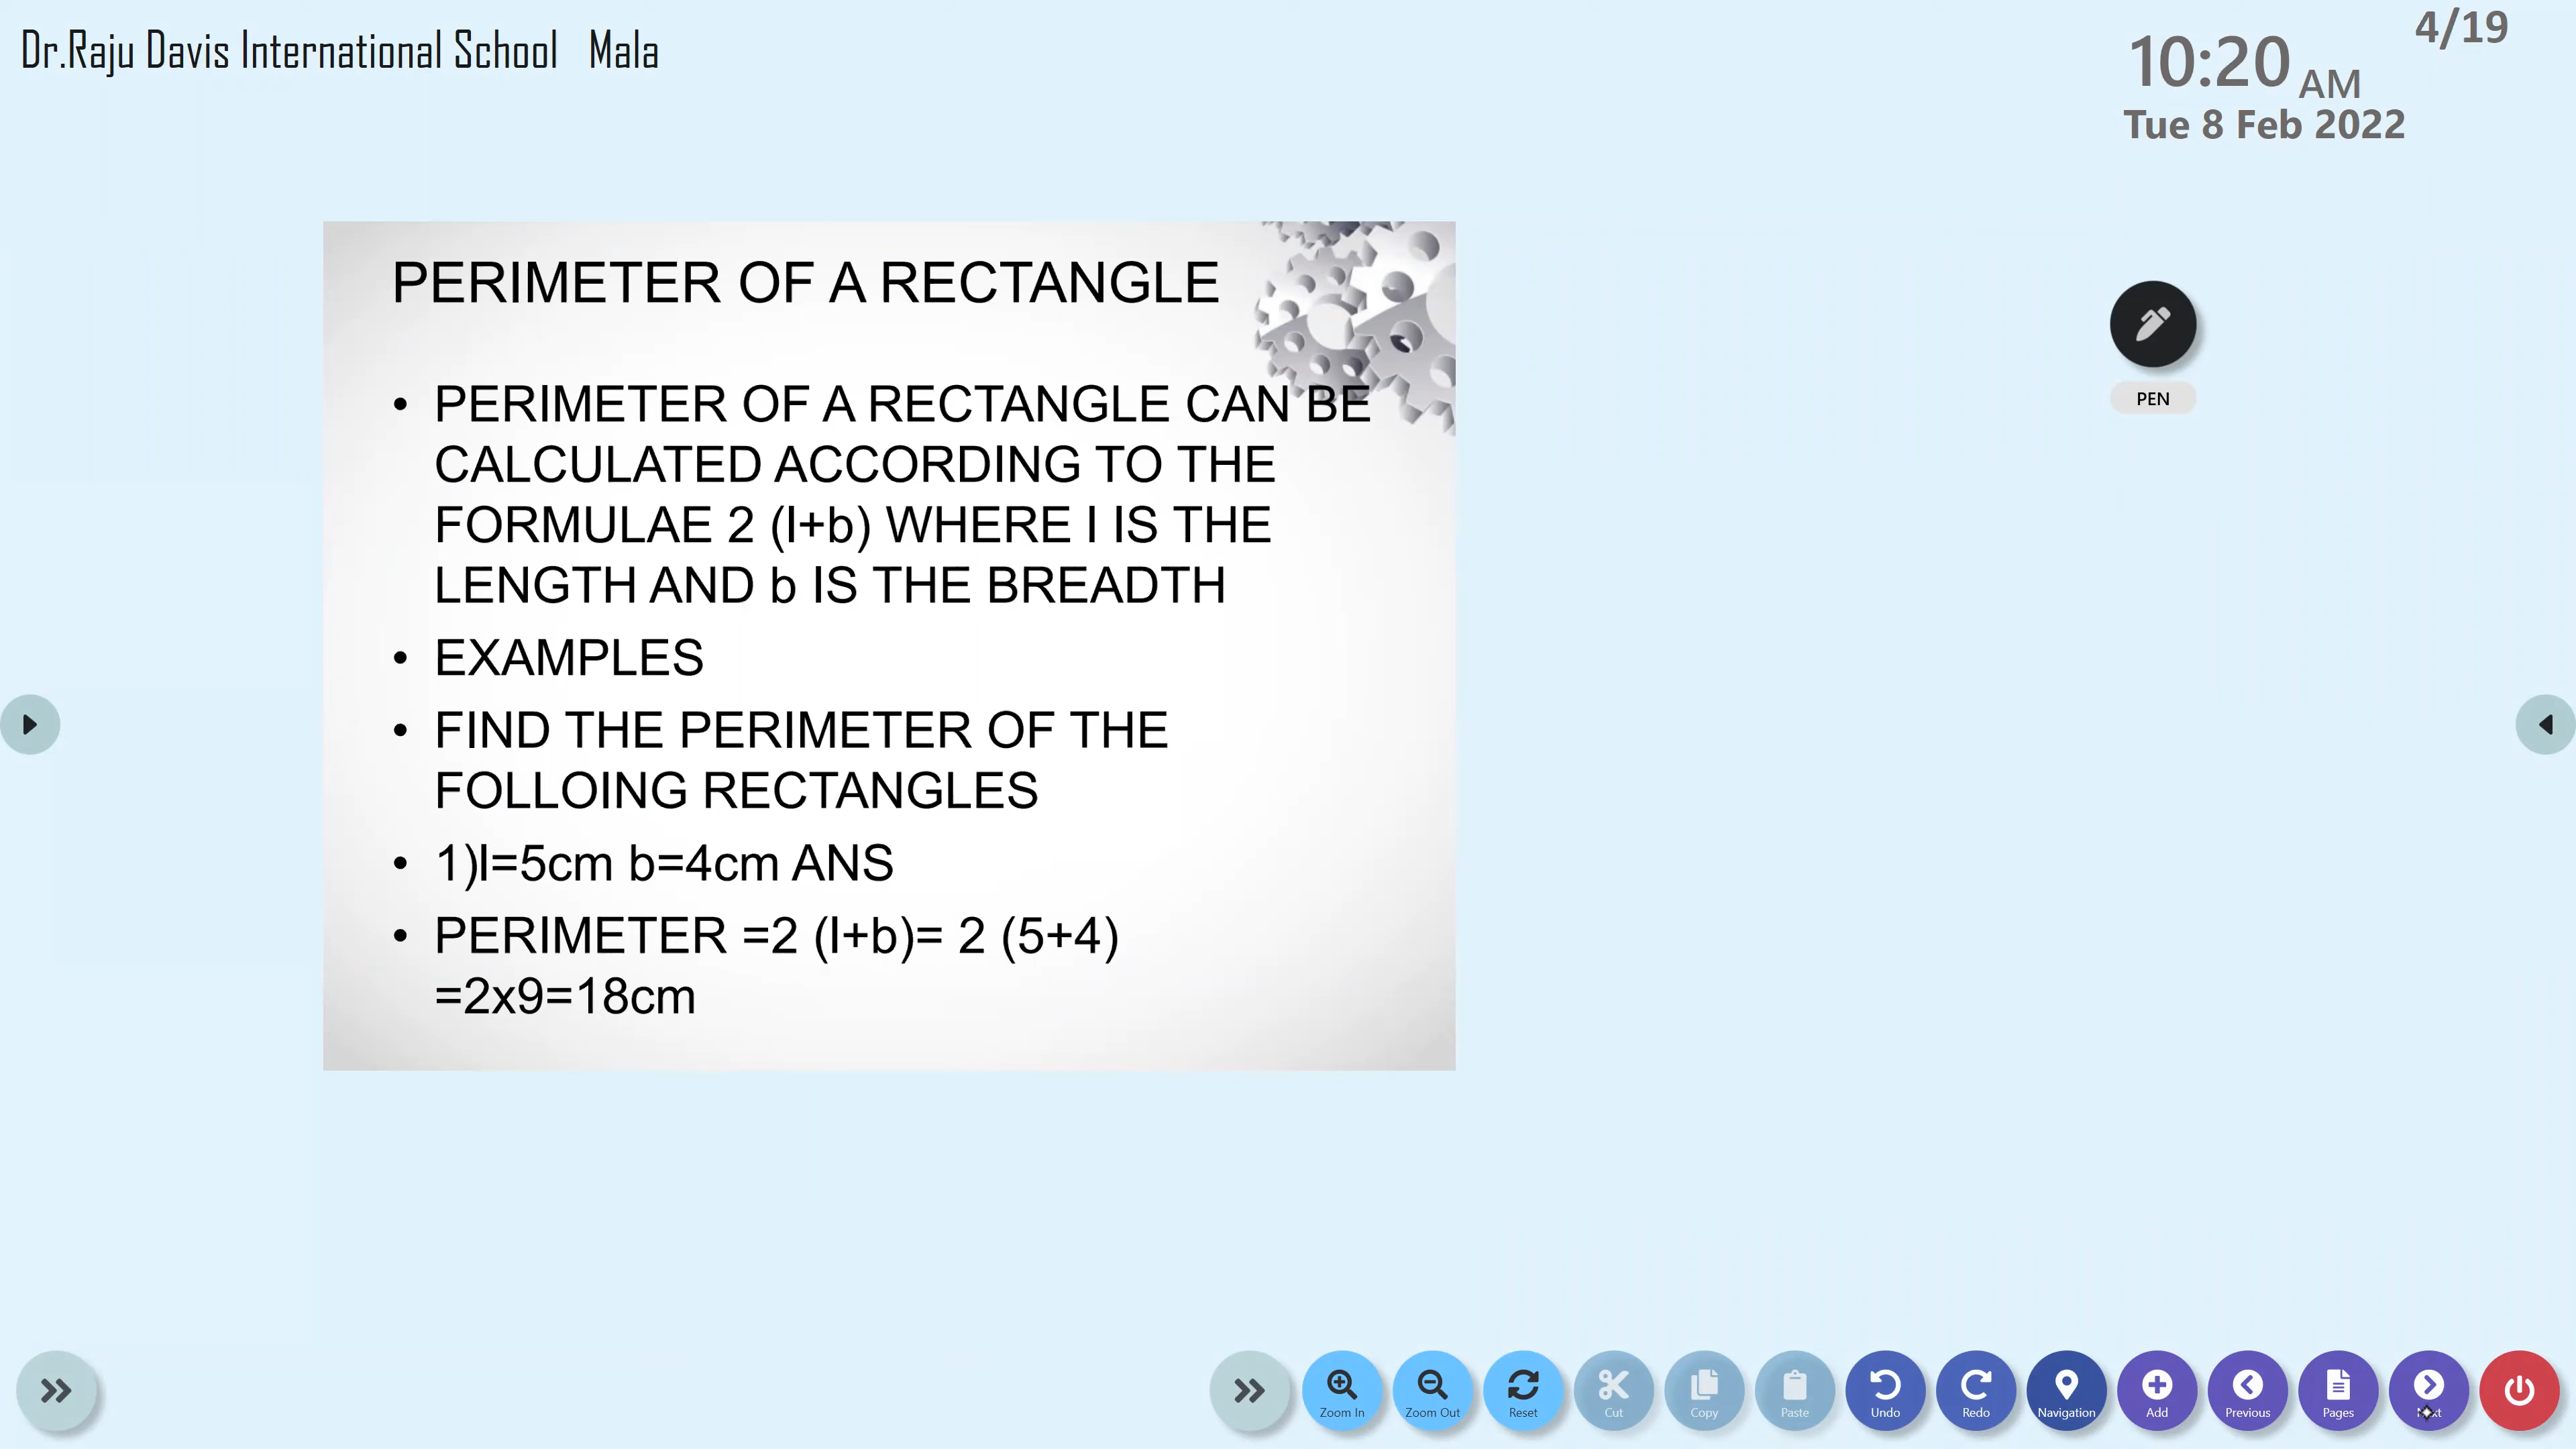 Dr.Raju Davis International School Mala
4/19
10:20 AM
Tue 8 Feb 2022
PERIMETER OF A RECTANGLE
• PERIMETER OF A RECTANGLE CAN BE
CALCULATED ACCORDING TO THE
FORMULAE 2 (l+b) WHERE l IS THE
LENGTH AND b IS THE BREADTH
• EXAMPLES
• FIND THE PERIMETER OF THE
FOLLOING RECTANGLES
• 1)l=5cm b=4cm ANS
• PERIMETER =2 (l+b)= 2 (5+4)
=2x9=18cm
PEN
Zoom In Zoom Out Reset Cut Copy Paste Undo Redo Navigation Add Previous Pages